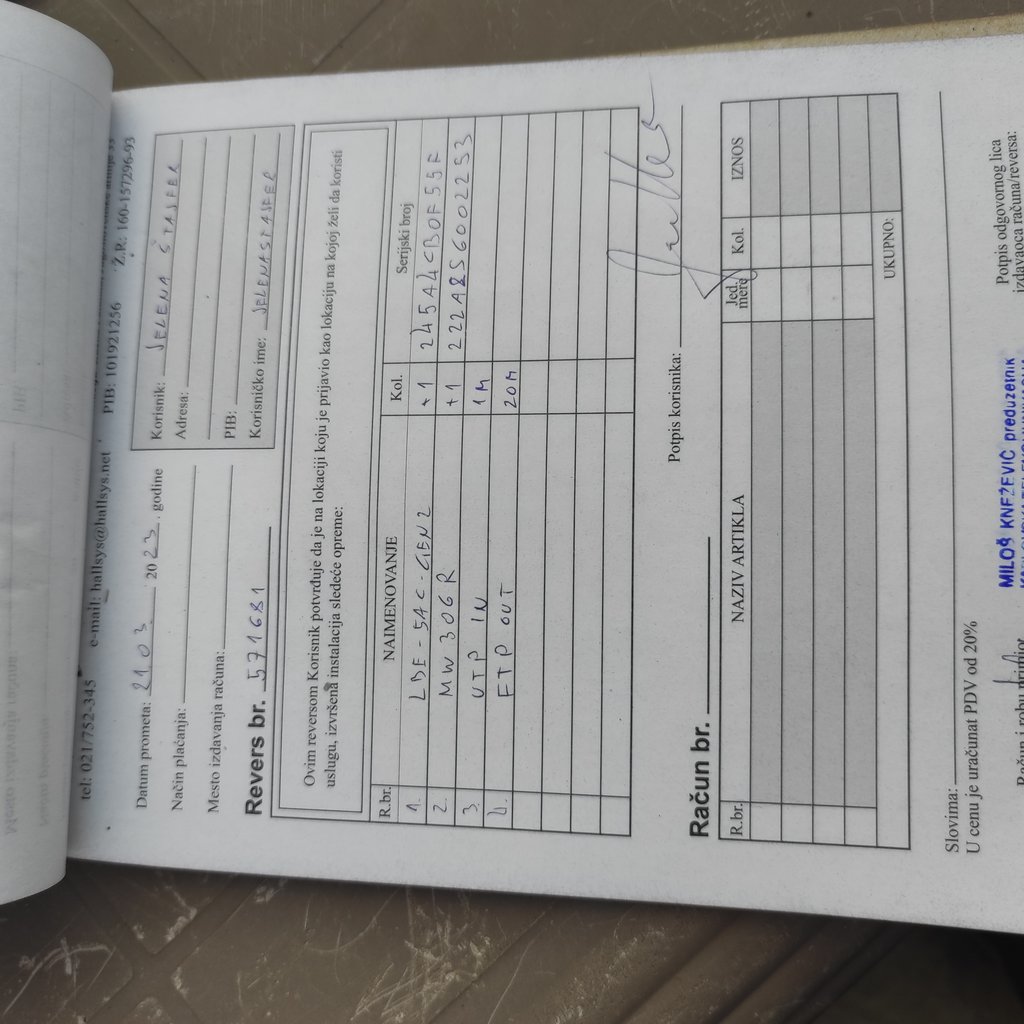 Ž.R.: 160-157296-93
tel: 021/752-345 e-mail: hallsys@hallsys.net PIB: 101921256
Datum prometa: 21 03 2023. godine
Način plaćanja:
Mesto izdavanja računa:
Revers br. 571681
Korisnik: JELENA ŠTAJFER
Adresa:
PIB:
Korisničko ime: JELENASTAJFER
Ovim reversom Korisnik potvrđuje da je na lokaciji koju je prijavio kao lokaciju na kojoj želi da koristi
uslugu, izvršena instalacija sledeće opreme:
R.br. NAIMENOVANJE Kol. Serijski broj
1. LBE-5AC-GEN2 1 245A4CB0F55F
2. MW306R 1 222A8S6002253
3. UTP IN 1M
4. FTP OUT 20M
Potpis korisnika:
Račun br.
R.br. NAZIV ARTIKLA Jed. mere Kol. IZNOS
UKUPNO:
Slovima:
U cenu je uračunat PDV od 20%
Potpis odgovornog lica
izdavaoca računa/reversa:
MILOŠ KNEŽEVIĆ preduzetnik
Račun i robu primio: